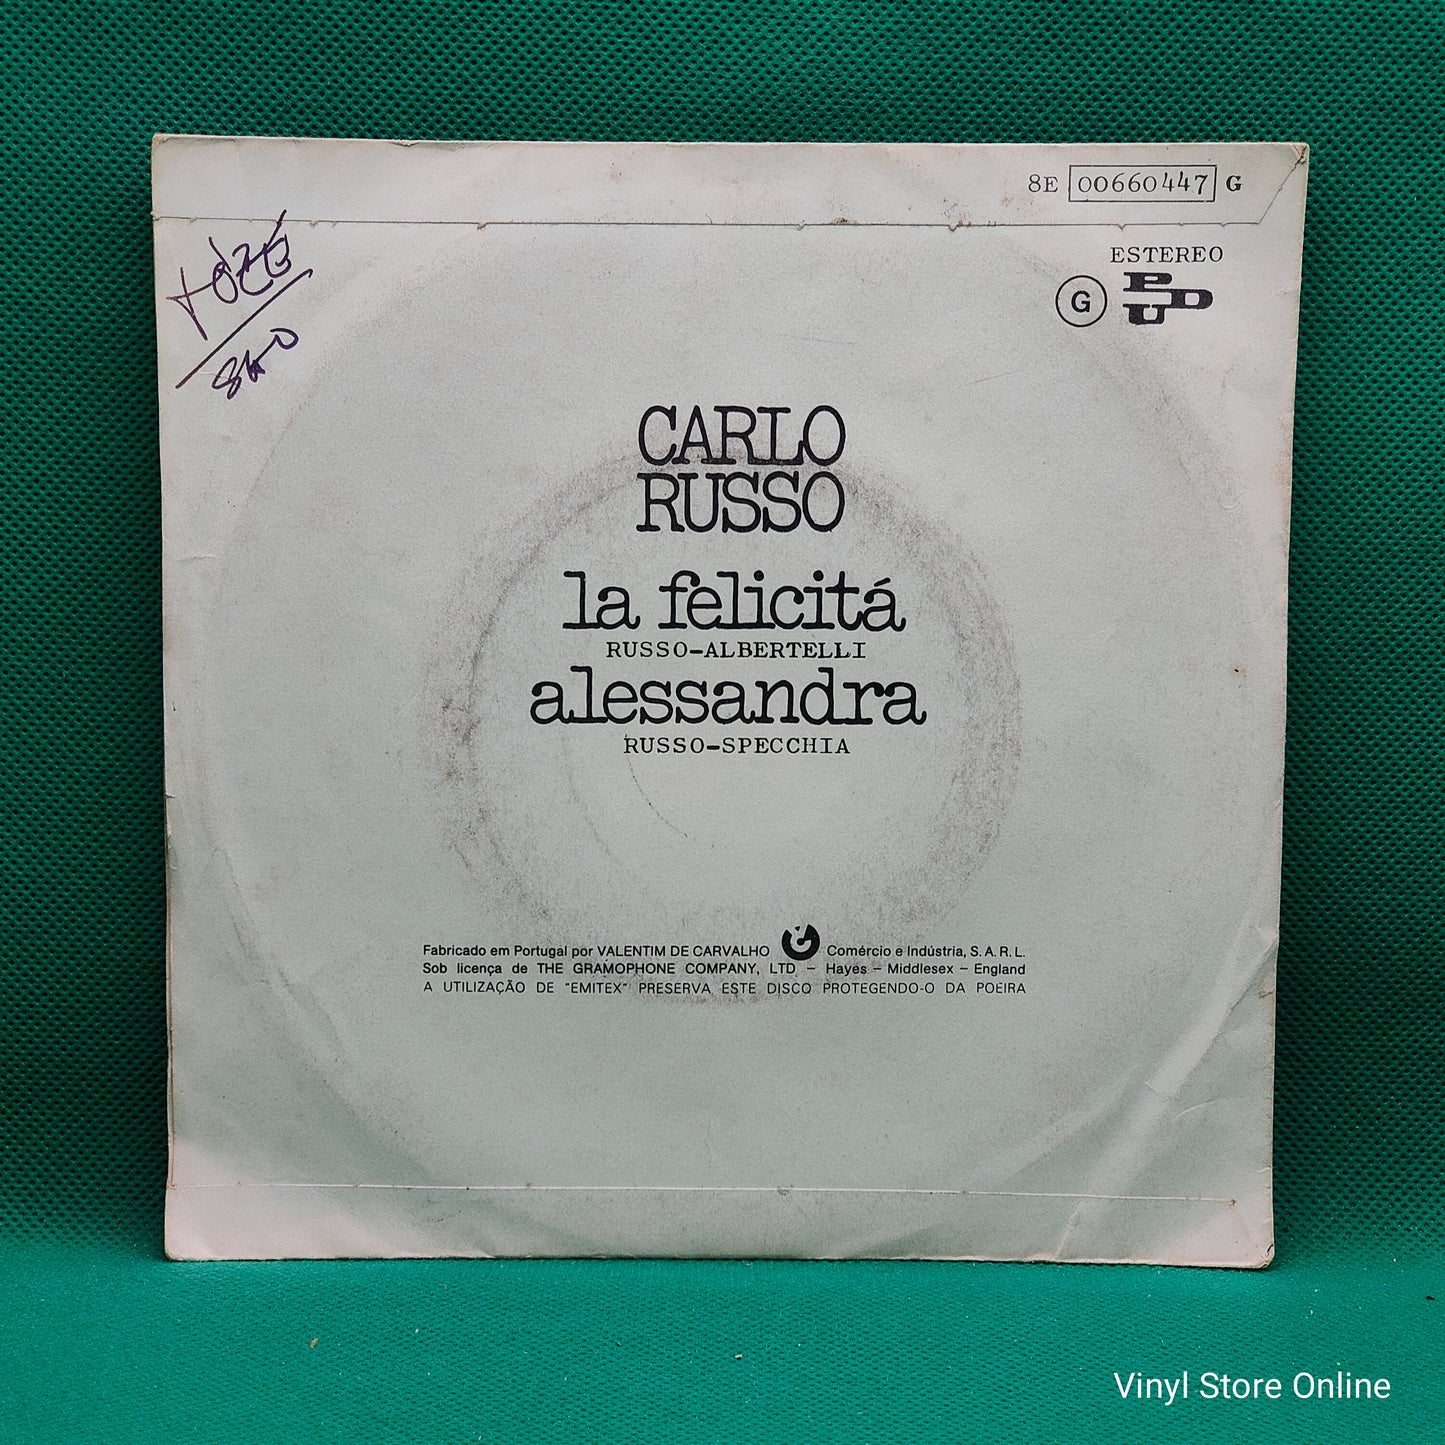 8E 00660447 G
ESTEREO
G PDU
CARLO
RUSSO
la felicitá
RUSSO-ALBERTELLI
alessandra
RUSSO-SPECCHIA
Fabricado em Portugal por VALENTIM DE CARVALHO Comércio e Indústria, S. A. R. L.
Sob licença de THE GRAMOPHONE COMPANY, LTD – Hayes – Middlesex – England
A UTILIZAÇÃO DE "EMITEX" PRESERVA ESTE DISCO PROTEGENDO-O DA POEIRA
Vinyl Store Online